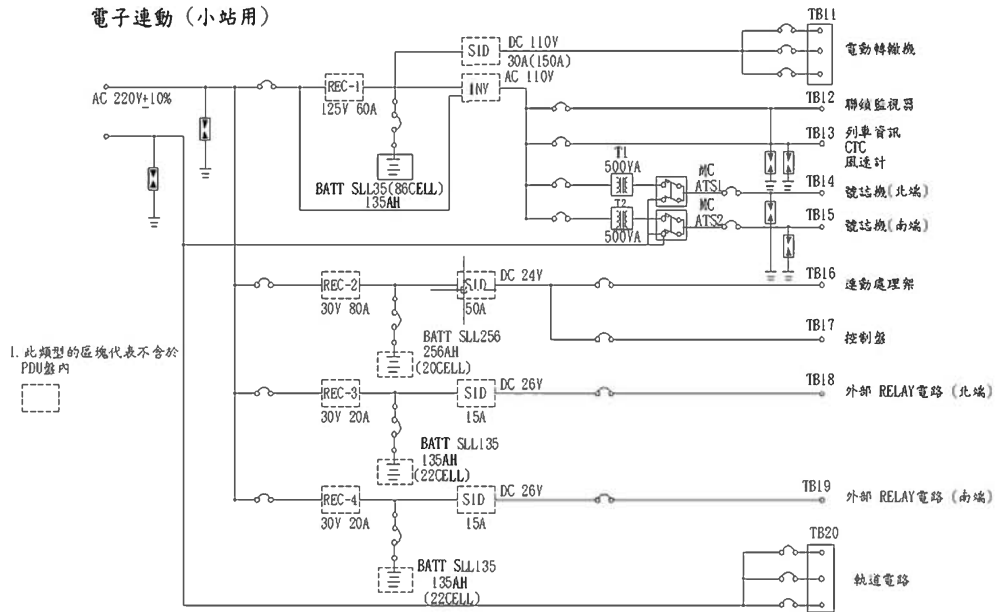 電子連動（小站用）
AC 220V±10%
REC-1
125V 60A
SID
DC 110V
30A(150A)
INV
AC 110V
BATT SLL35(86CELL)
135AH
TB11
電動轉轍機
TB12
聯鎖監視器
TB13
列車資訊
CTC
風速計
T1
500VA
MC
ATS1
TB14
號誌機(北端)
T2
500VA
MC
ATS2
TB15
號誌機(南端)
REC-2
30V 80A
SID
50A
DC 24V
BATT SLL256
256AH
(20CELL)
TB16
連動處理架
TB17
控制盤
1. 此類型的區塊代表不含於
PDU盤內
REC-3
30V 20A
SID
15A
DC 26V
BATT SLL135
135AH
(22CELL)
TB18
外部 RELAY電路 (北端)
REC-4
30V 20A
SID
15A
DC 26V
BATT SLL135
135AH
(22CELL)
TB19
外部 RELAY電路 (南端)
TB20
軌道電路